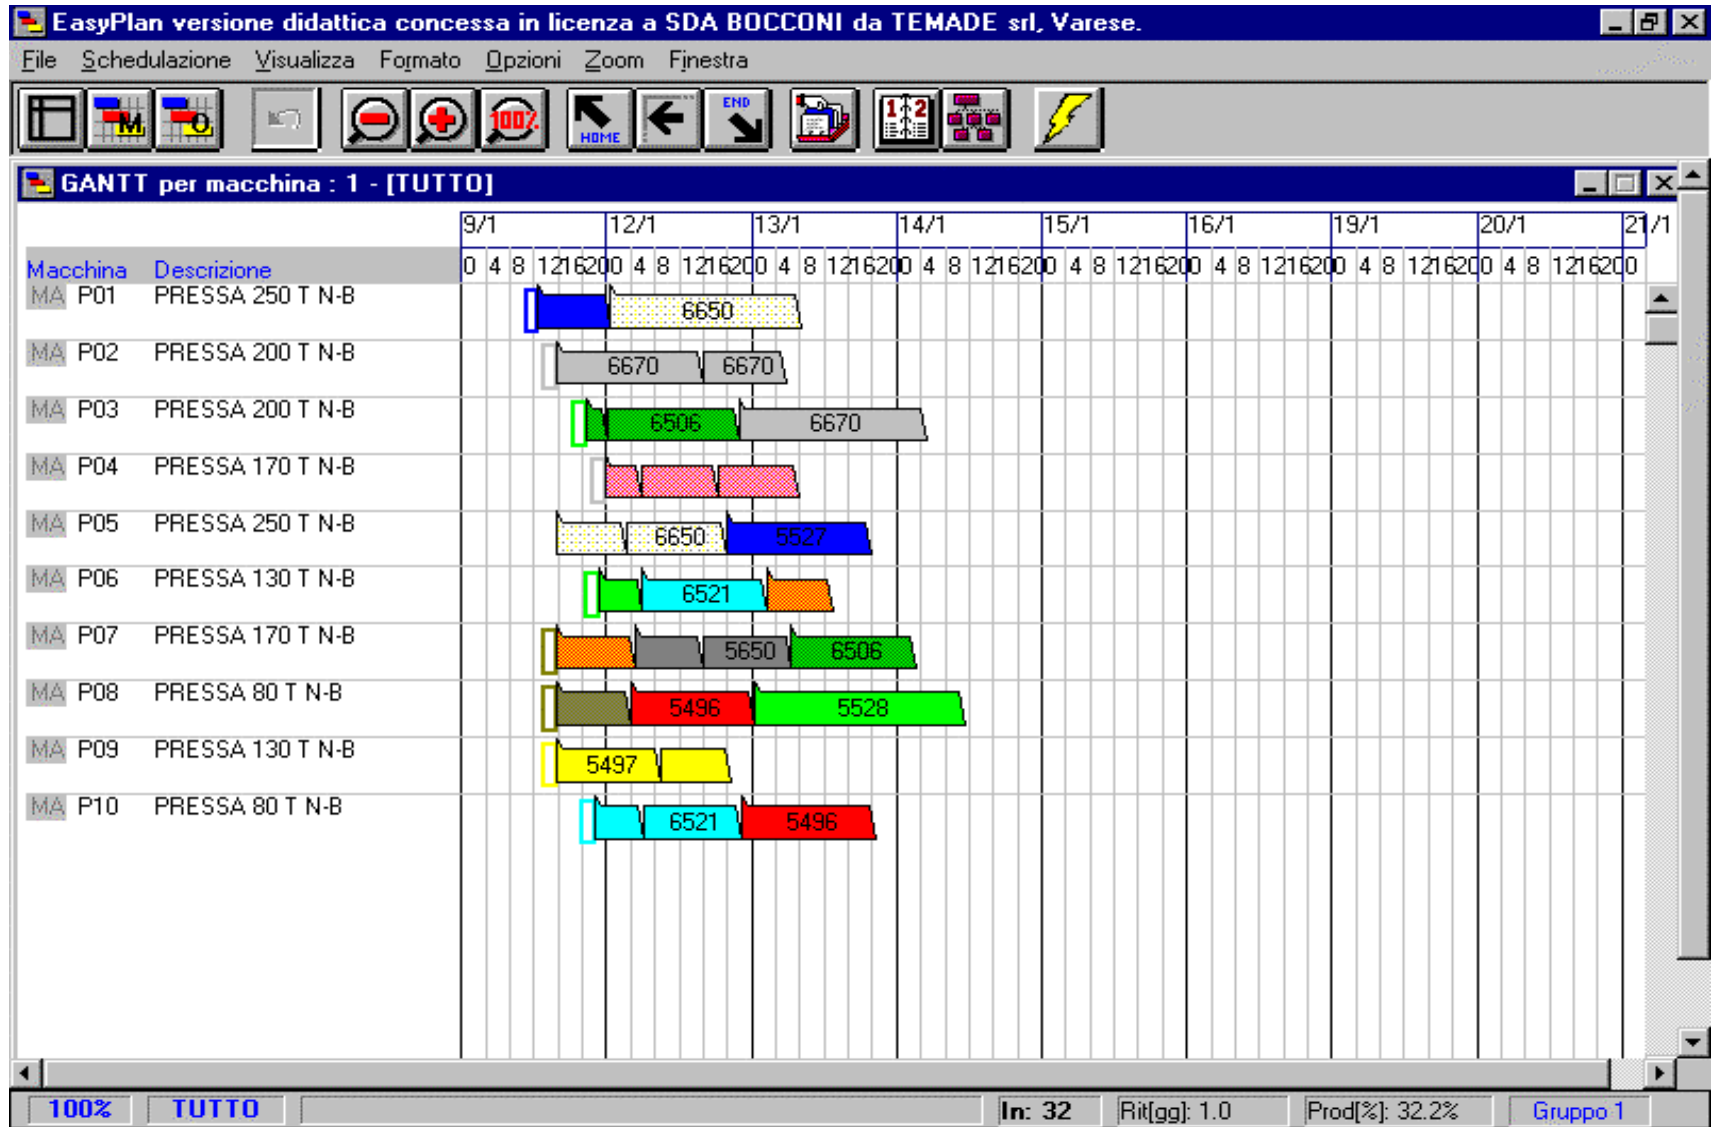 EasyPlan versione didattica concessa in licenza a SDA BOCCONI da TEMADE srl, Varese.
File Schedulazione Visualizza Formato Opzioni Zoom Finestra
M O 100% HOME END 1 2
GANTT per macchina : 1 - [TUTTO]
9/1 12/1 13/1 14/1 15/1 16/1 19/1 20/1 21/1
Macchina Descrizione 0 4 8 12 16 20 0 4 8 12 16 20 0 4 8 12 16 20 0 4 8 12 16 20 0 4 8 12 16 20 0 4 8 12 16 20 0 4 8 12 16 20 0 4 8 12 16 20 0
MA P01 PRESSA 250 T N-B 6650
MA P02 PRESSA 200 T N-B 6670 6670
MA P03 PRESSA 200 T N-B 6506 6670
MA P04 PRESSA 170 T N-B
MA P05 PRESSA 250 T N-B 6650 5527
MA P06 PRESSA 130 T N-B 6521
MA P07 PRESSA 170 T N-B 5650 6506
MA P08 PRESSA 80 T N-B 5496 5528
MA P09 PRESSA 130 T N-B 5497
MA P10 PRESSA 80 T N-B 6521 5496
100% TUTTO In: 32 Rit[gg]: 1.0 Prod[%]: 32.2% Gruppo 1